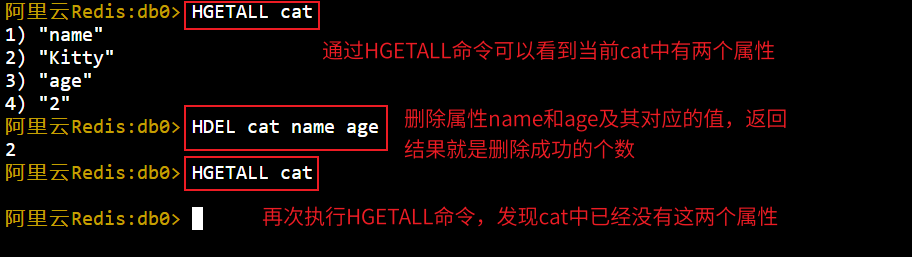 阿里云Redis:db0> HGETALL cat
1) "name"
2) "Kitty"
3) "age"
4) "2"
通过HGETALL命令可以看到当前cat中有两个属性
阿里云Redis:db0> HDEL cat name age
2
删除属性name和age及其对应的值，返回
结果就是删除成功的个数
阿里云Redis:db0> HGETALL cat
阿里云Redis:db0>
再次执行HGETALL命令，发现cat中已经没有这两个属性